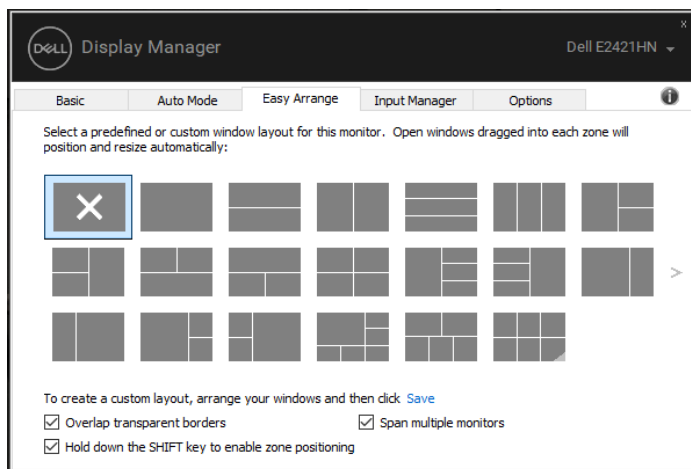 DELL Display Manager
Dell E2421HN
Basic Auto Mode Easy Arrange Input Manager Options
Select a predefined or custom window layout for this monitor. Open windows dragged into each zone will
position and resize automatically:
To create a custom layout, arrange your windows and then click Save
Overlap transparent borders
Span multiple monitors
Hold down the SHIFT key to enable zone positioning